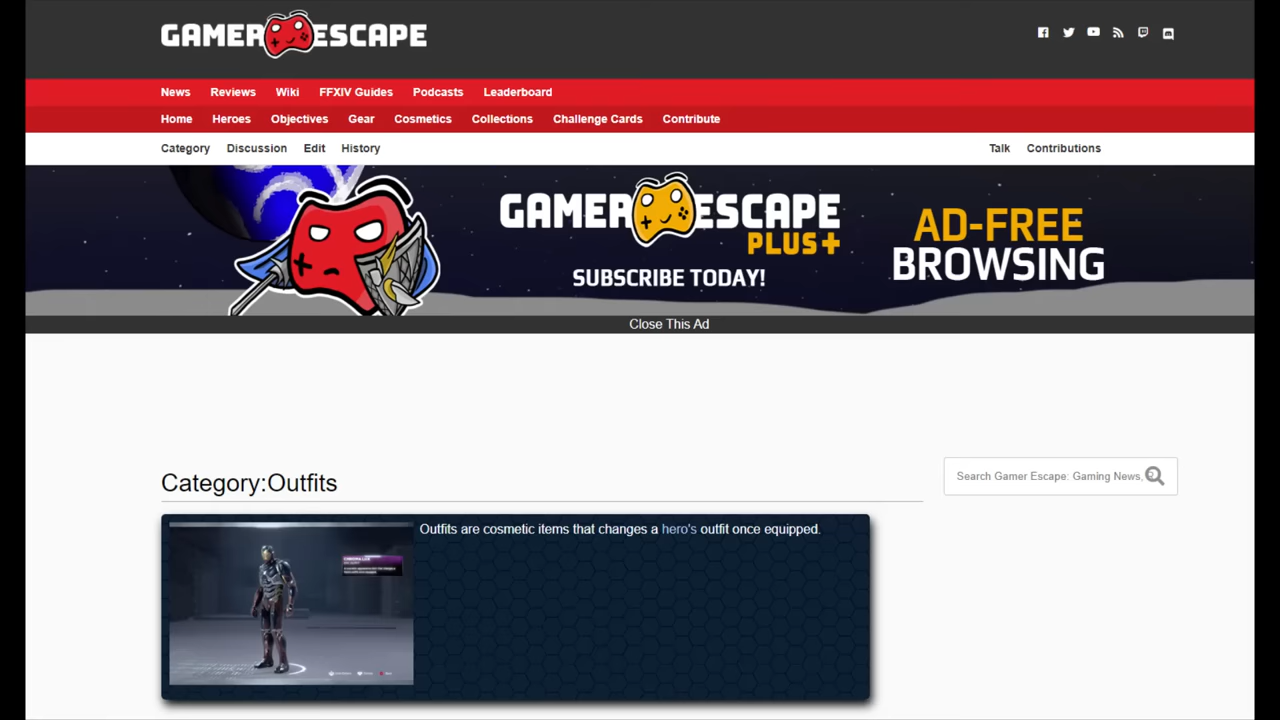 GAMER ESCAPE
News Reviews Wiki FFXIV Guides Podcasts Leaderboard
Home Heroes Objectives Gear Cosmetics Collections Challenge Cards Contribute
Category Discussion Edit History Talk Contributions
GAMER ESCAPE
PLUS+
SUBSCRIBE TODAY!
AD-FREE
BROWSING
Close This Ad
Category:Outfits
Search Gamer Escape: Gaming News,
Outfits are cosmetic items that changes a hero's outfit once equipped.